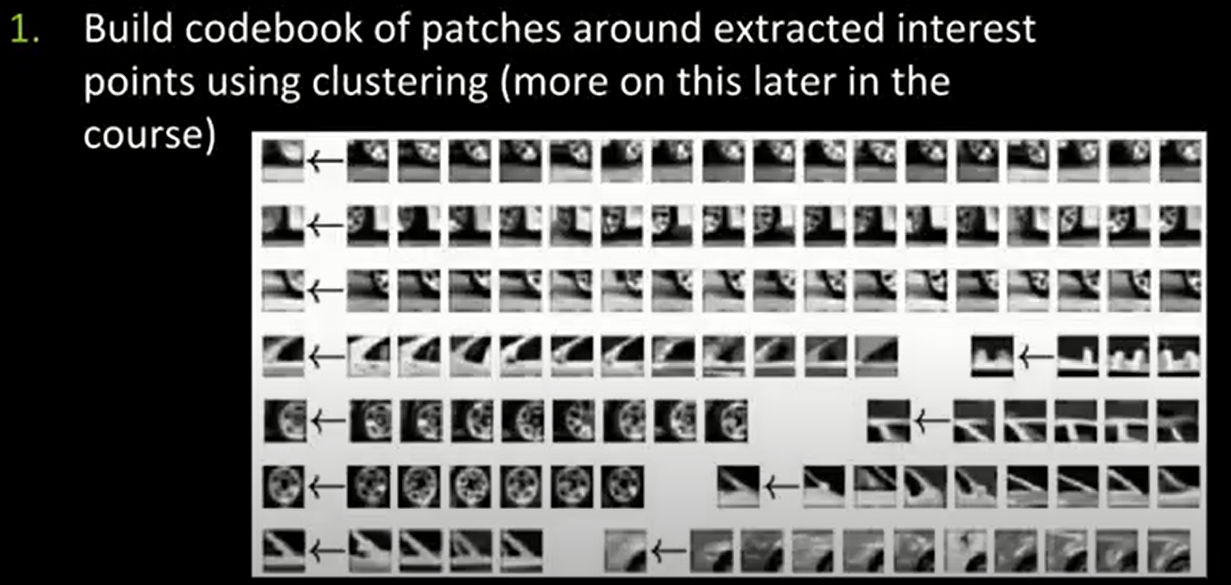 1. Build codebook of patches around extracted interest
points using clustering (more on this later in the
course)